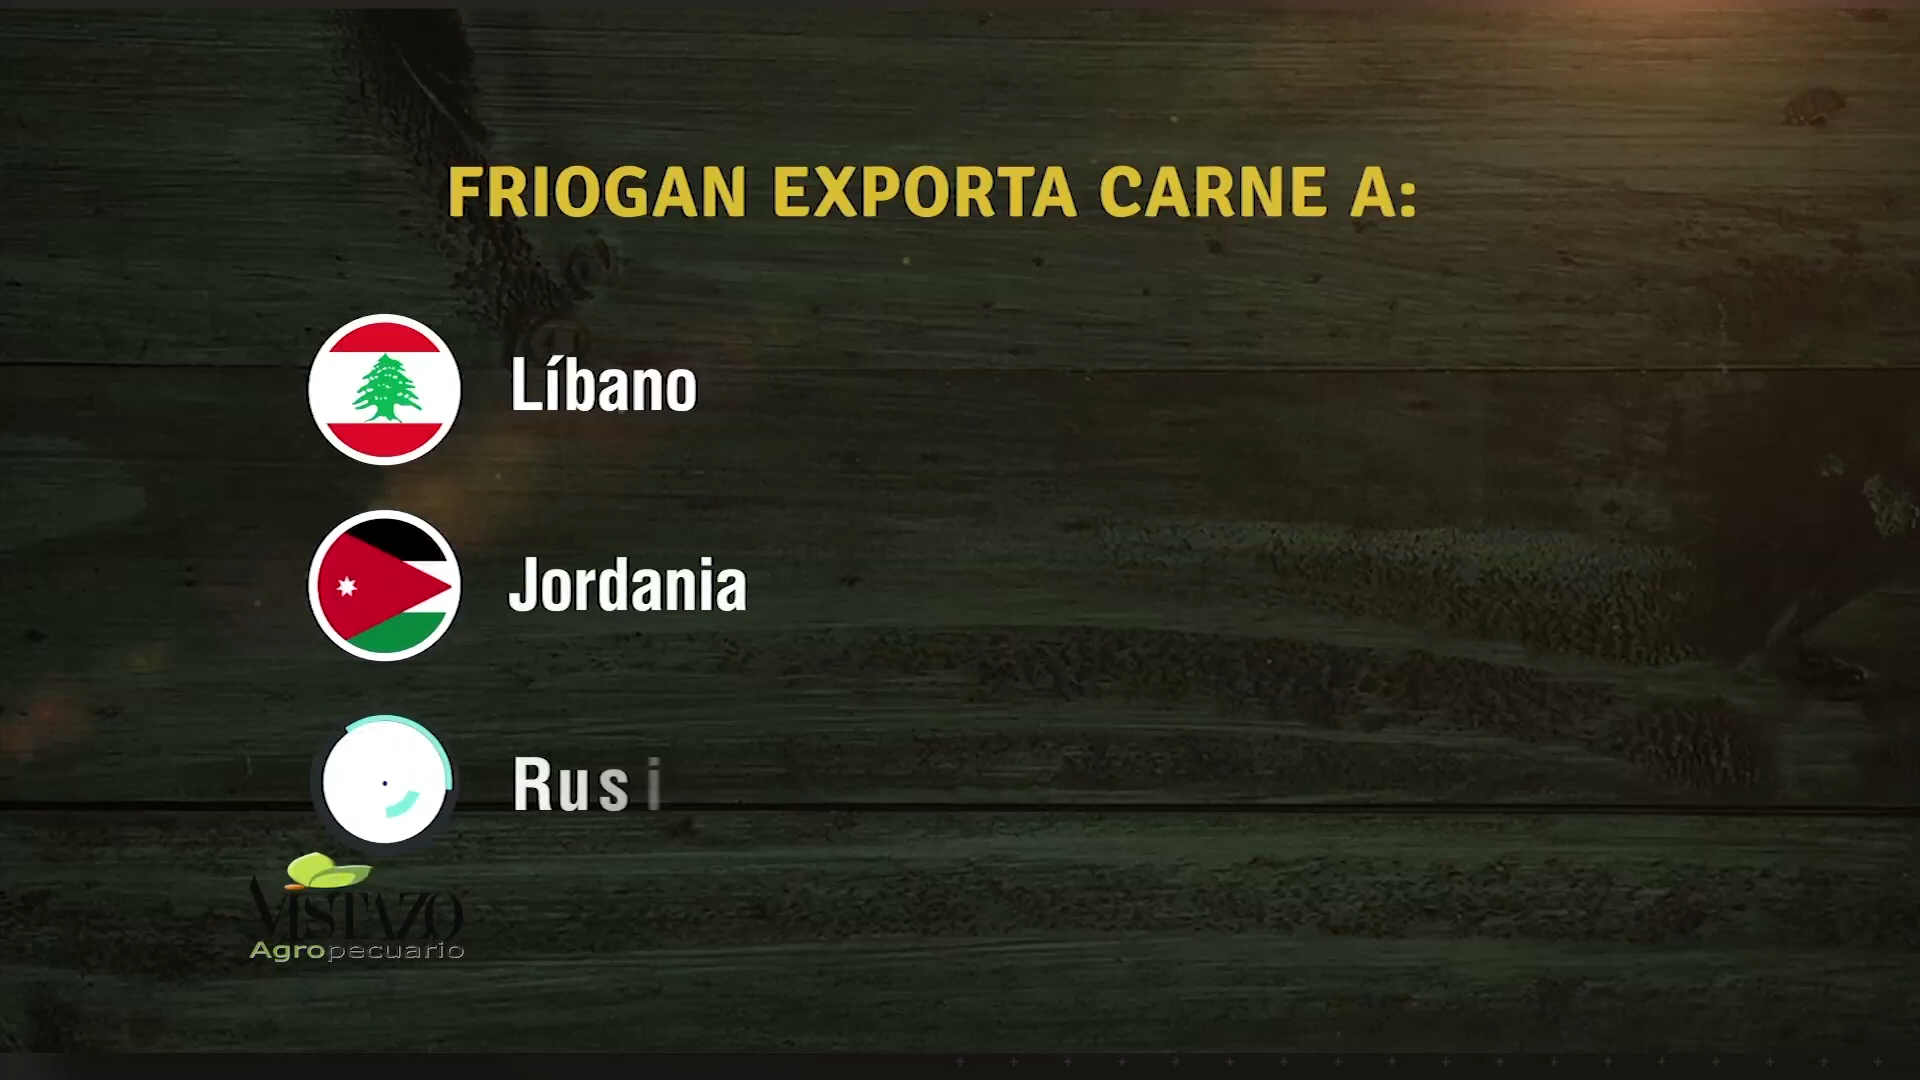 FRIOGAN EXPORTA CARNE A:
Líbano
Jordania
Rusi
VISTAZO
Agropecuario